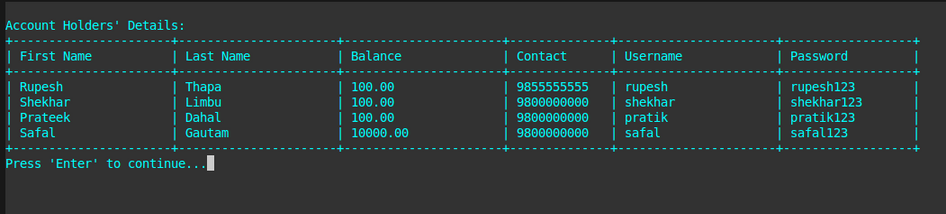 Account Holders' Details:
+----------------------+----------------------+----------------------+--------------+----------------------+------------------+
| First Name | Last Name | Balance | Contact | Username | Password |
+----------------------+----------------------+----------------------+--------------+----------------------+------------------+
| Rupesh | Thapa | 100.00 | 9855555555 | rupesh | rupesh123 |
| Shekhar | Limbu | 100.00 | 9800000000 | shekhar | shekhar123 |
| Prateek | Dahal | 100.00 | 9800000000 | pratik | pratik123 |
| Safal | Gautam | 10000.00 | 9800000000 | safal | safal123 |
+----------------------+----------------------+----------------------+--------------+----------------------+------------------+
Press 'Enter' to continue...